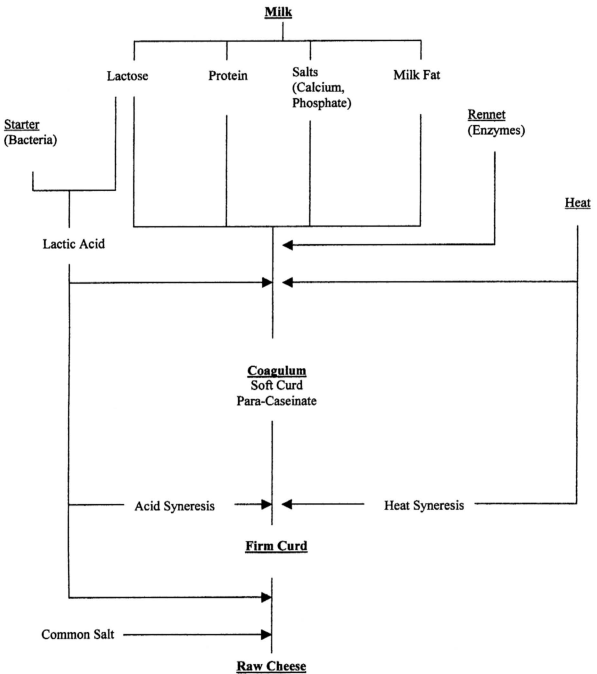 Milk
Lactose
Protein
Salts
(Calcium,
Phosphate)
Milk Fat
Starter
(Bacteria)
Rennet
(Enzymes)
Heat
Lactic Acid
Coagulum
Soft Curd
Para-Caseinate
Acid Syneresis
Heat Syneresis
Firm Curd
Common Salt
Raw Cheese